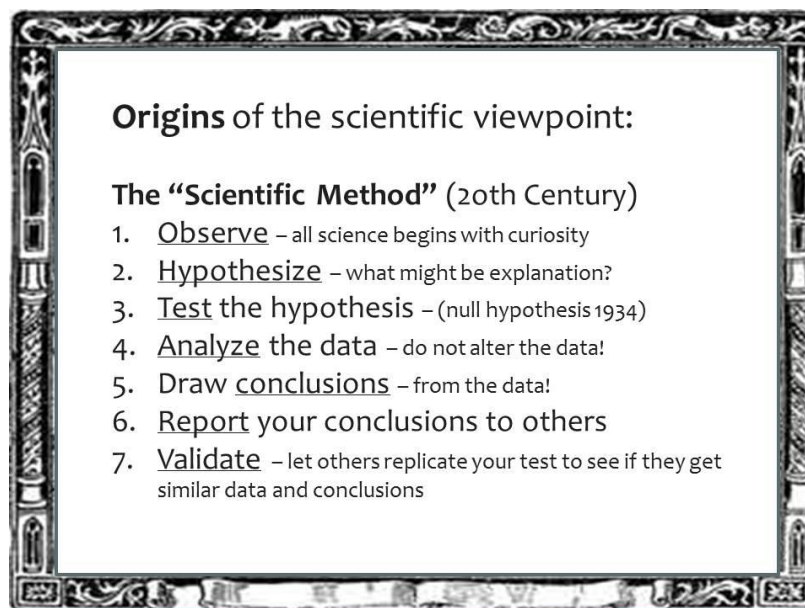 Origins of the scientific viewpoint:
The “Scientific Method” (20th Century)
1. Observe – all science begins with curiosity
2. Hypothesize – what might be explanation?
3. Test the hypothesis – (null hypothesis 1934)
4. Analyze the data – do not alter the data!
5. Draw conclusions – from the data!
6. Report your conclusions to others
7. Validate – let others replicate your test to see if they get
similar data and conclusions